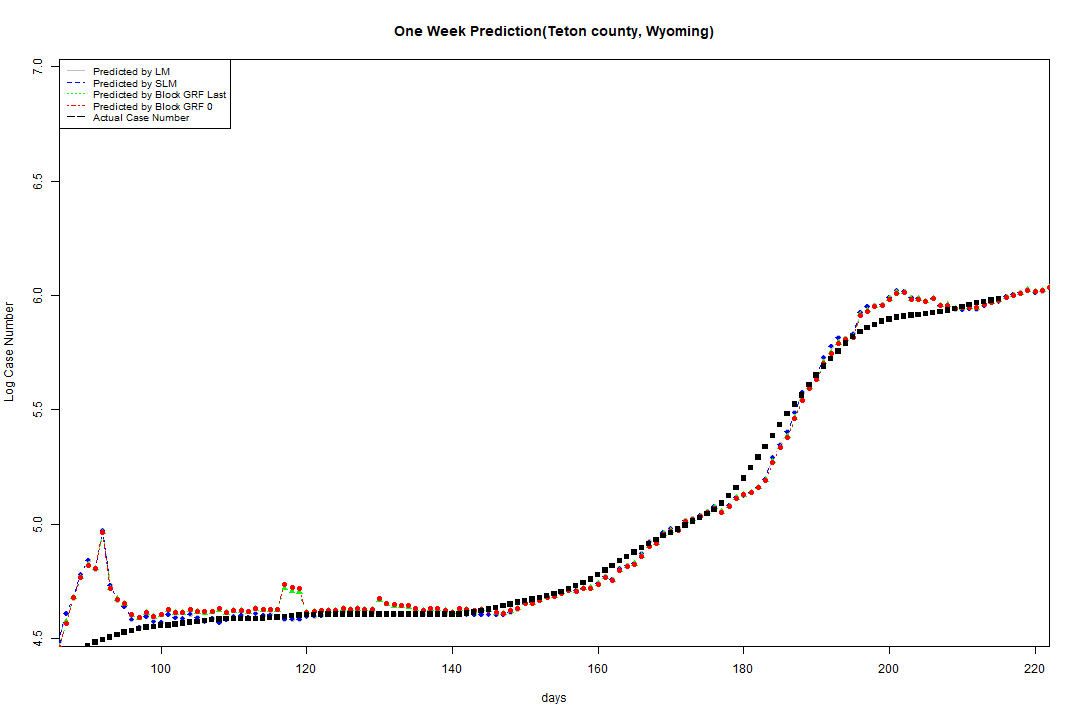 One Week Prediction(Teton county, Wyoming)
Predicted by LM
Predicted by SLM
Predicted by Block GRF Last
Predicted by Block GRF 0
Actual Case Number
Log Case Number
7.0
6.5
6.0
5.5
5.0
4.5
100 120 140 160 180 200 220
days